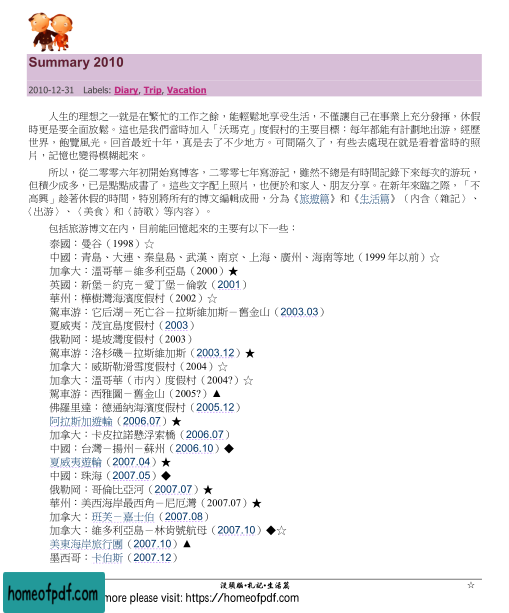 Summary 2010
2010-12-31 Labels: Diary, Trip, Vacation
人生的理想之一就是在繁忙的工作之餘，能輕鬆地享受生活，不僅讓自己在事業上充分發揮，休假
時更是要全面放鬆。這也是我們當時加入「沃瑪克」度假村的主要目標：每年都能有計劃地出游，經歷
世界，飽覽風光。回首最近十年，真是去了不少地方。可間隔久了，有些去處現在就是看着當時的照
片，記憶也變得模糊起來。
所以，從二零零六年初開始寫博客，二零零七年寫游記，雖然不總是有時間記錄下來每次的游玩，
但積少成多，已是點點成書了。這些文字配上照片，也便於和家人、朋友分享。在新年來臨之際，「不
高興」趁著休假的時間，特別將所有的博文編輯成冊，分為《旅遊篇》和《生活篇》（內含〈雜記〉、
〈出游〉、〈美食〉和〈詩歌〉等內容）。
包括旅游博文在內，目前能回憶起來的主要有以下一些：
泰國：曼谷（1998）☆
中國：青島、大連、秦皇島、武漢、南京、上海、廣州、海南等地（1999 年以前）☆
加拿大：溫哥華－維多利亞島（2000）★
英國：新堡－約克－愛丁堡－倫敦（2001）
華州：樺樹灣海濱度假村（2002）☆
駕車游：它后湖－死亡谷－拉斯維加斯－舊金山（2003.03）
夏威夷：茂宜島度假村（2003）
俄勒岡：堤坡灣度假村（2003）
駕車游：洛杉磯－拉斯維加斯（2003.12）★
加拿大：威斯勒滑雪度假村（2004）☆
加拿大：溫哥華（市內）度假村（2004?）☆
駕車游：西雅圖－舊金山（2005?）▲
佛羅里達：德通納海濱度假村（2005.12）
阿拉斯加遊輪（2006.07）★
加拿大：卡皮拉諾懸浮索橋（2006.07）
中國：台灣－揚州－蘇州（2006.10）◆
夏威夷遊輪（2007.04）★
中國：珠海（2007.05）◆
俄勒岡：哥倫比亞河（2007.07）★
華州：美西海岸最西角－尼厄灣（2007.07）★
加拿大：班芙－嘉士伯（2007.08）
加拿大：維多利亞島－林肯號航母（2007.10）◆☆
美東海岸旅行團（2007.10）▲
墨西哥：卡伯斯（2007.12）
沒頭腦•札記•生活篇 ☆
homeofpdf.com
more please visit: https://homeofpdf.com